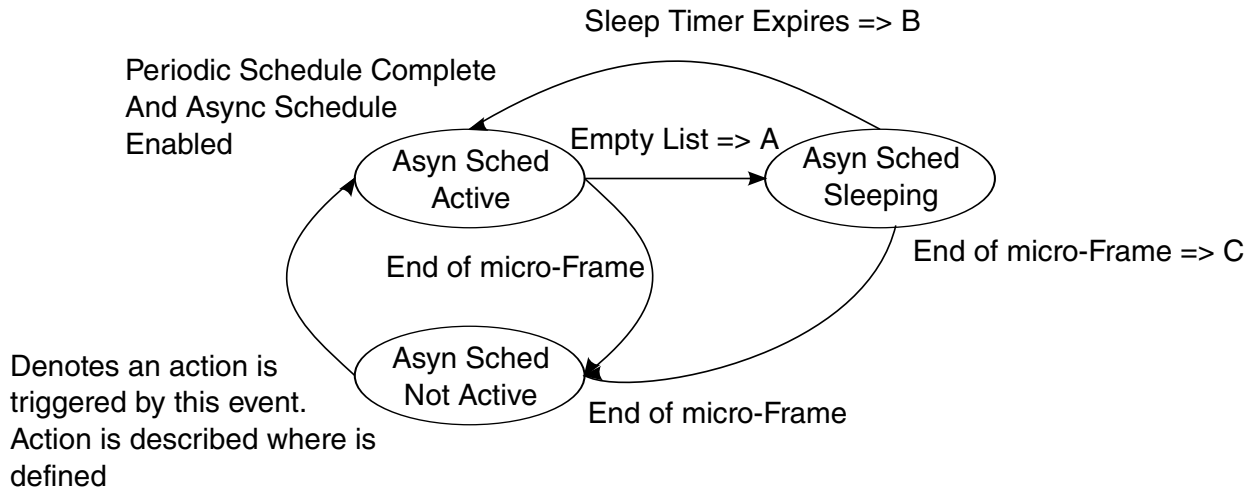 Sleep Timer Expires => B
Periodic Schedule Complete
And Async Schedule
Enabled
Empty List => A
Asyn Sched
Active
Asyn Sched
Sleeping
End of micro-Frame => C
End of micro-Frame
Asyn Sched
Not Active
Denotes an action is
triggered by this event.
Action is described where is
defined
End of micro-Frame